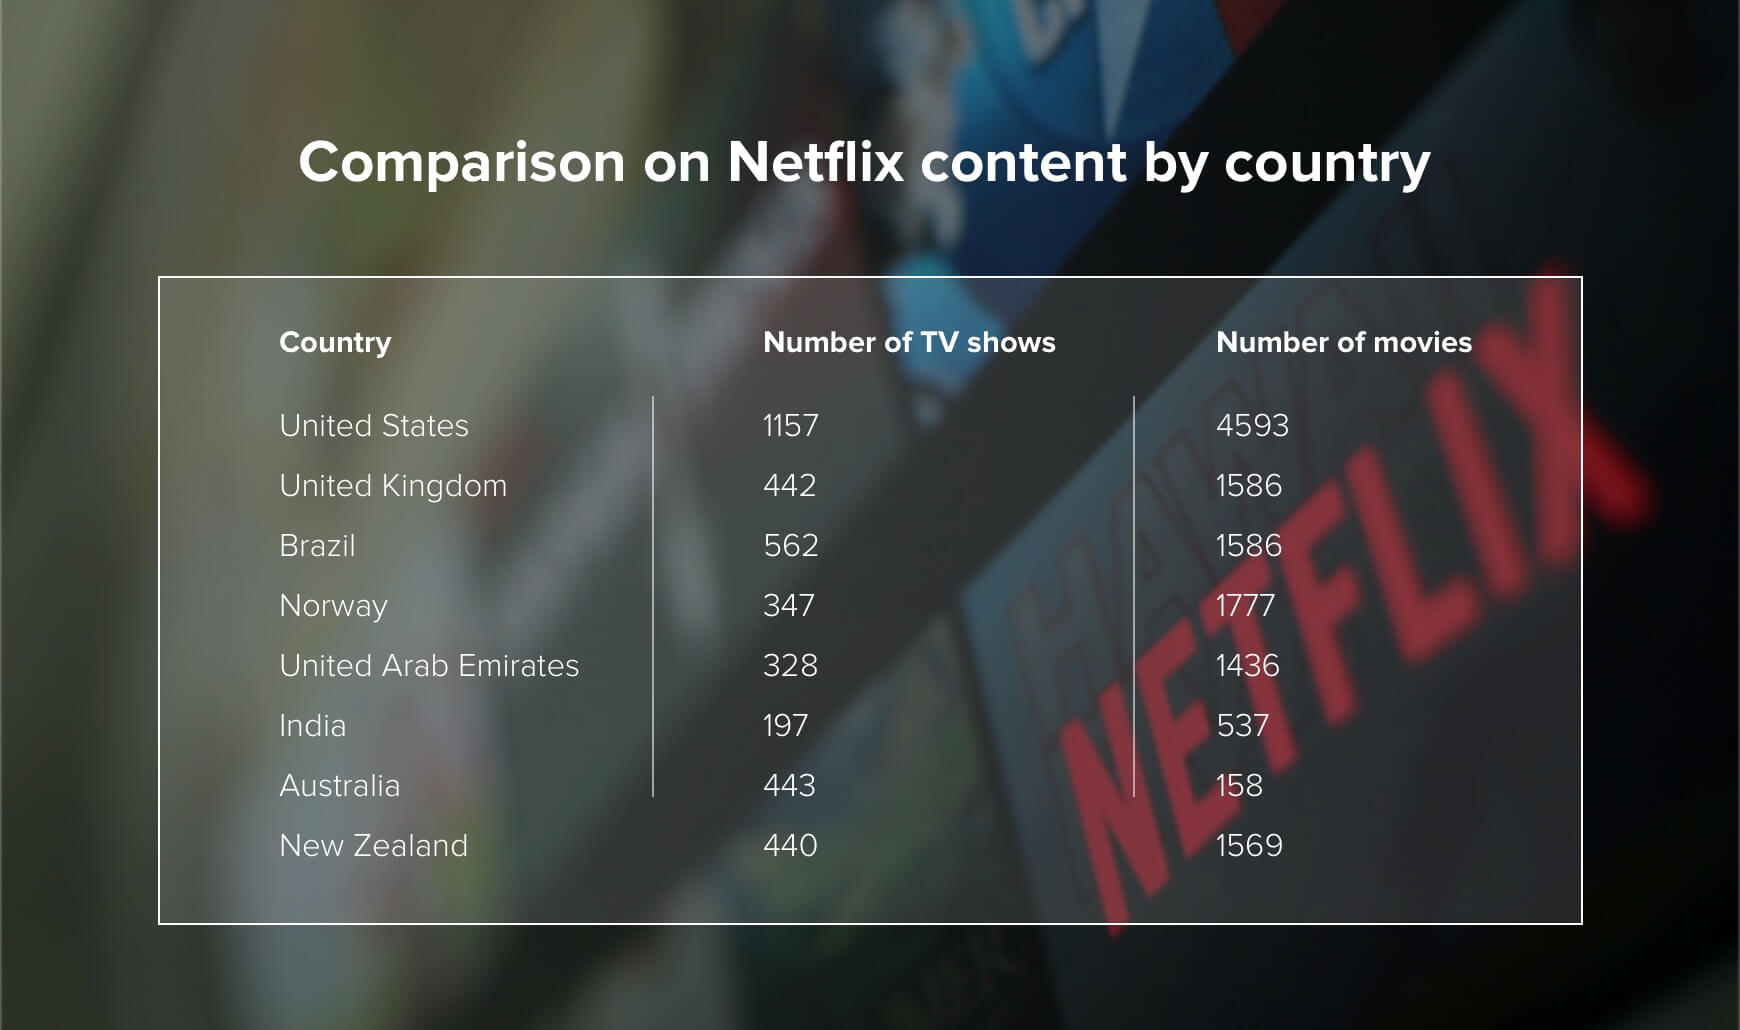 Comparison on Netflix content by country
Country Number of TV shows Number of movies
United States 1157 4593
United Kingdom 442 1586
Brazil 562 1586
Norway 347 1777
United Arab Emirates 328 1436
India 197 537
Australia 443 158
New Zealand 440 1569
NETFLIX
HAWAII